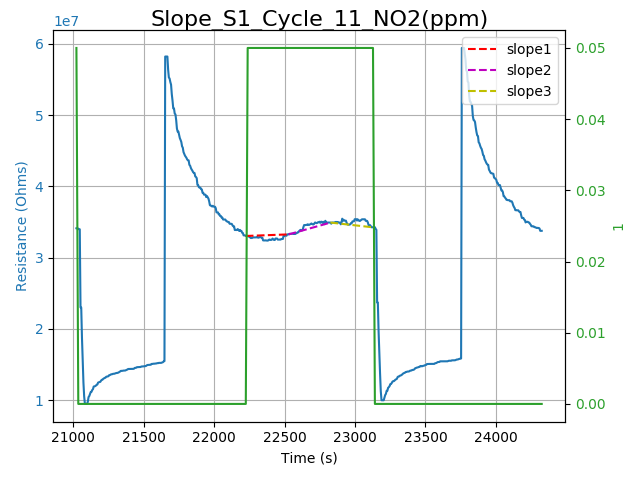 Slope_S1_Cycle_11_NO2(ppm)
1e7
slope1
slope2
slope3
6
5
4
3
2
1
Resistance (Ohms)
0.05
0.04
0.03
0.02
0.01
0.00
1
21000 21500 22000 22500 23000 23500 24000
Time (s)